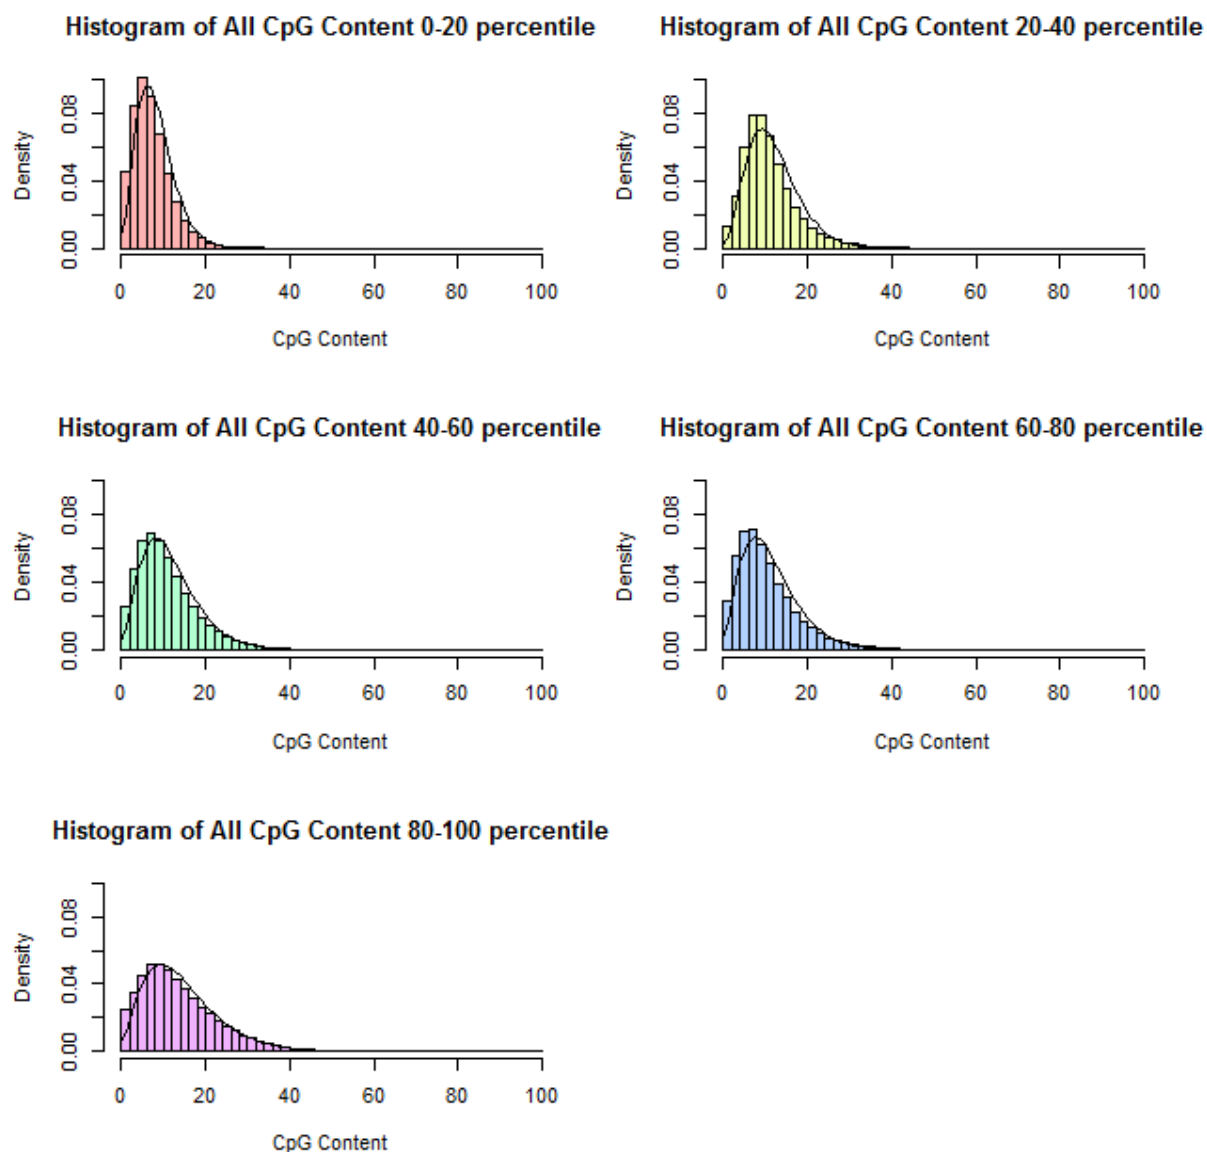 Histogram of All CpG Content 0-20 percentile
Density
0.00 0.04 0.08
0 20 40 60 80 100
CpG Content
Histogram of All CpG Content 20-40 percentile
Density
0.00 0.04 0.08
0 20 40 60 80 100
CpG Content
Histogram of All CpG Content 40-60 percentile
Density
0.00 0.04 0.08
0 20 40 60 80 100
CpG Content
Histogram of All CpG Content 60-80 percentile
Density
0.00 0.04 0.08
0 20 40 60 80 100
CpG Content
Histogram of All CpG Content 80-100 percentile
Density
0.00 0.04 0.08
0 20 40 60 80 100
CpG Content